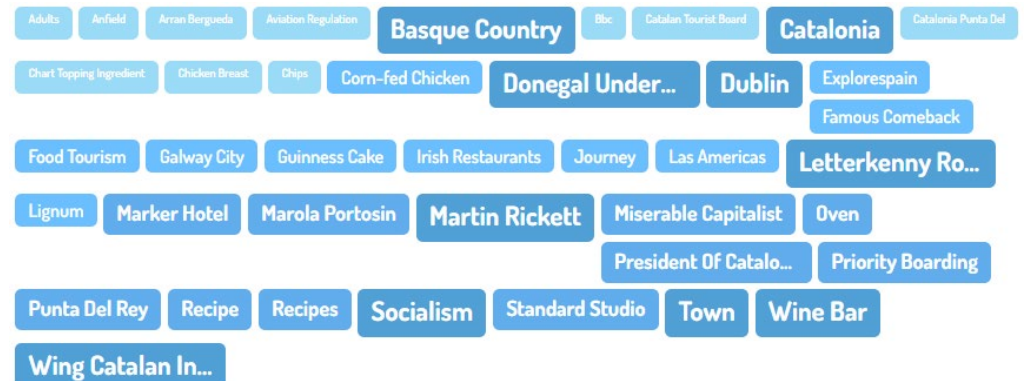 Adults Anfield Arran Bergueda Aviation Regulation Basque Country Bbc Catalan Tourist Board Catalonia Catalonia Punta Del
Chart Topping Ingredient Chicken Breast Chips Corn-fed Chicken Donegal Under... Dublin Explorespain
Famous Comeback
Food Tourism Galway City Guinness Cake Irish Restaurants Journey Las Americas Letterkenny Ro...
Lignum Marker Hotel Marola Portosin Martin Rickett Miserable Capitalist Oven
President Of Catalo... Priority Boarding
Punta Del Rey Recipe Recipes Socialism Standard Studio Town Wine Bar
Wing Catalan In...